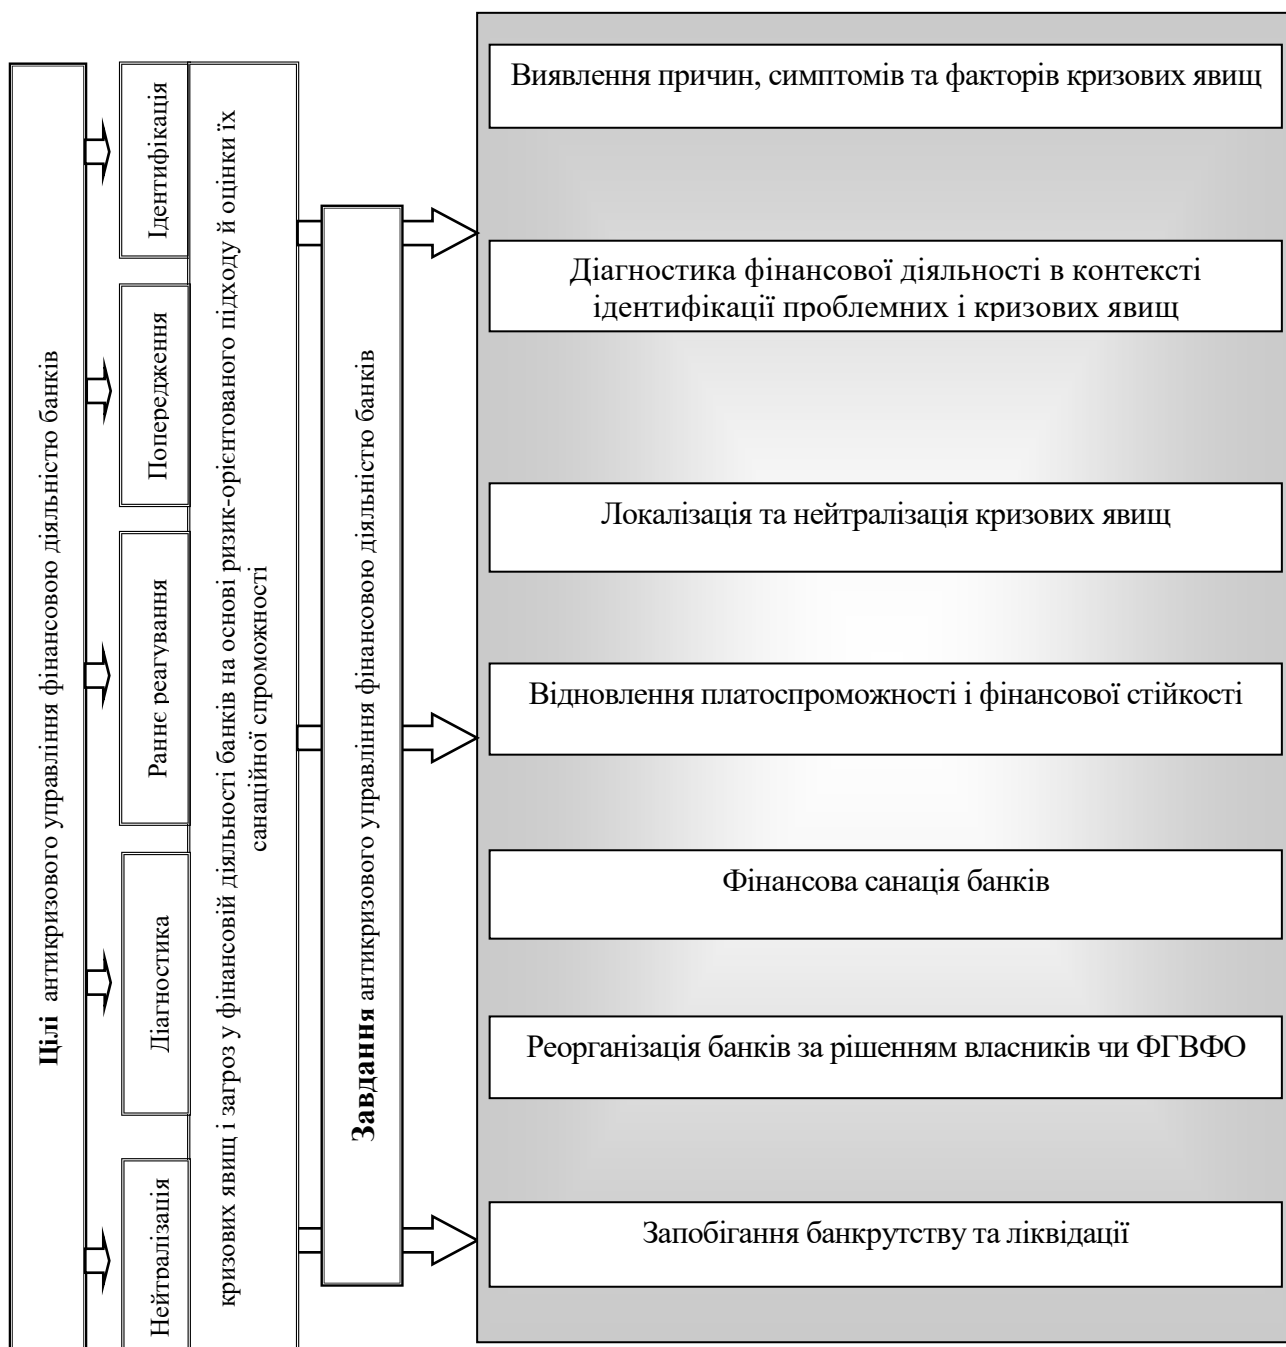 Цілі антикризового управління фінансовою діяльністю банків
Ідентифікація
Попередження
Раннє реагування
Діагностика
Нейтралізація
кризових явищ і загроз у фінансовій діяльності банків на основі ризик-орієнтованого підходу й оцінки їх
санаційної спроможності
Завдання антикризового управління фінансовою діяльністю банків
Виявлення причин, симптомів та факторів кризових явищ
Діагностика фінансової діяльності в контексті
ідентифікації проблемних і кризових явищ
Локалізація та нейтралізація кризових явищ
Відновлення платоспроможності і фінансової стійкості
Фінансова санація банків
Реорганізація банків за рішенням власників чи ФГВФО
Запобігання банкрутству та ліквідації